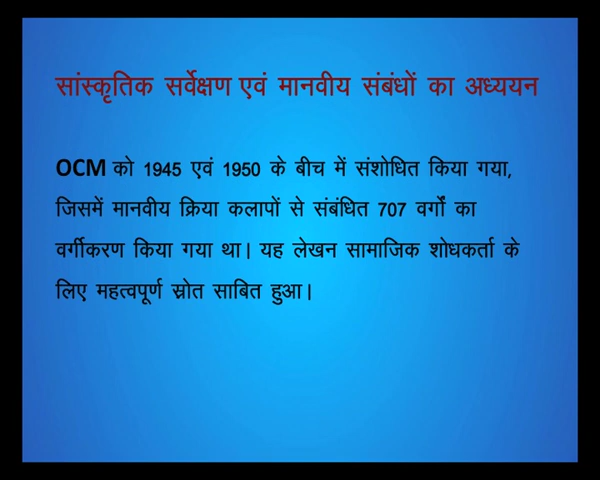 सांस्कृतिक सर्वेक्षण एवं मानवीय संबंधों का अध्ययन
OCM को 1945 एवं 1950 के बीच में संशोधित किया गया,
जिसमें मानवीय क्रिया कलापों से संबंधित 707 वर्गों का
वर्गीकरण किया गया था। यह लेखन सामाजिक शोधकर्ता के
लिए महत्वपूर्ण स्रोत साबित हुआ।